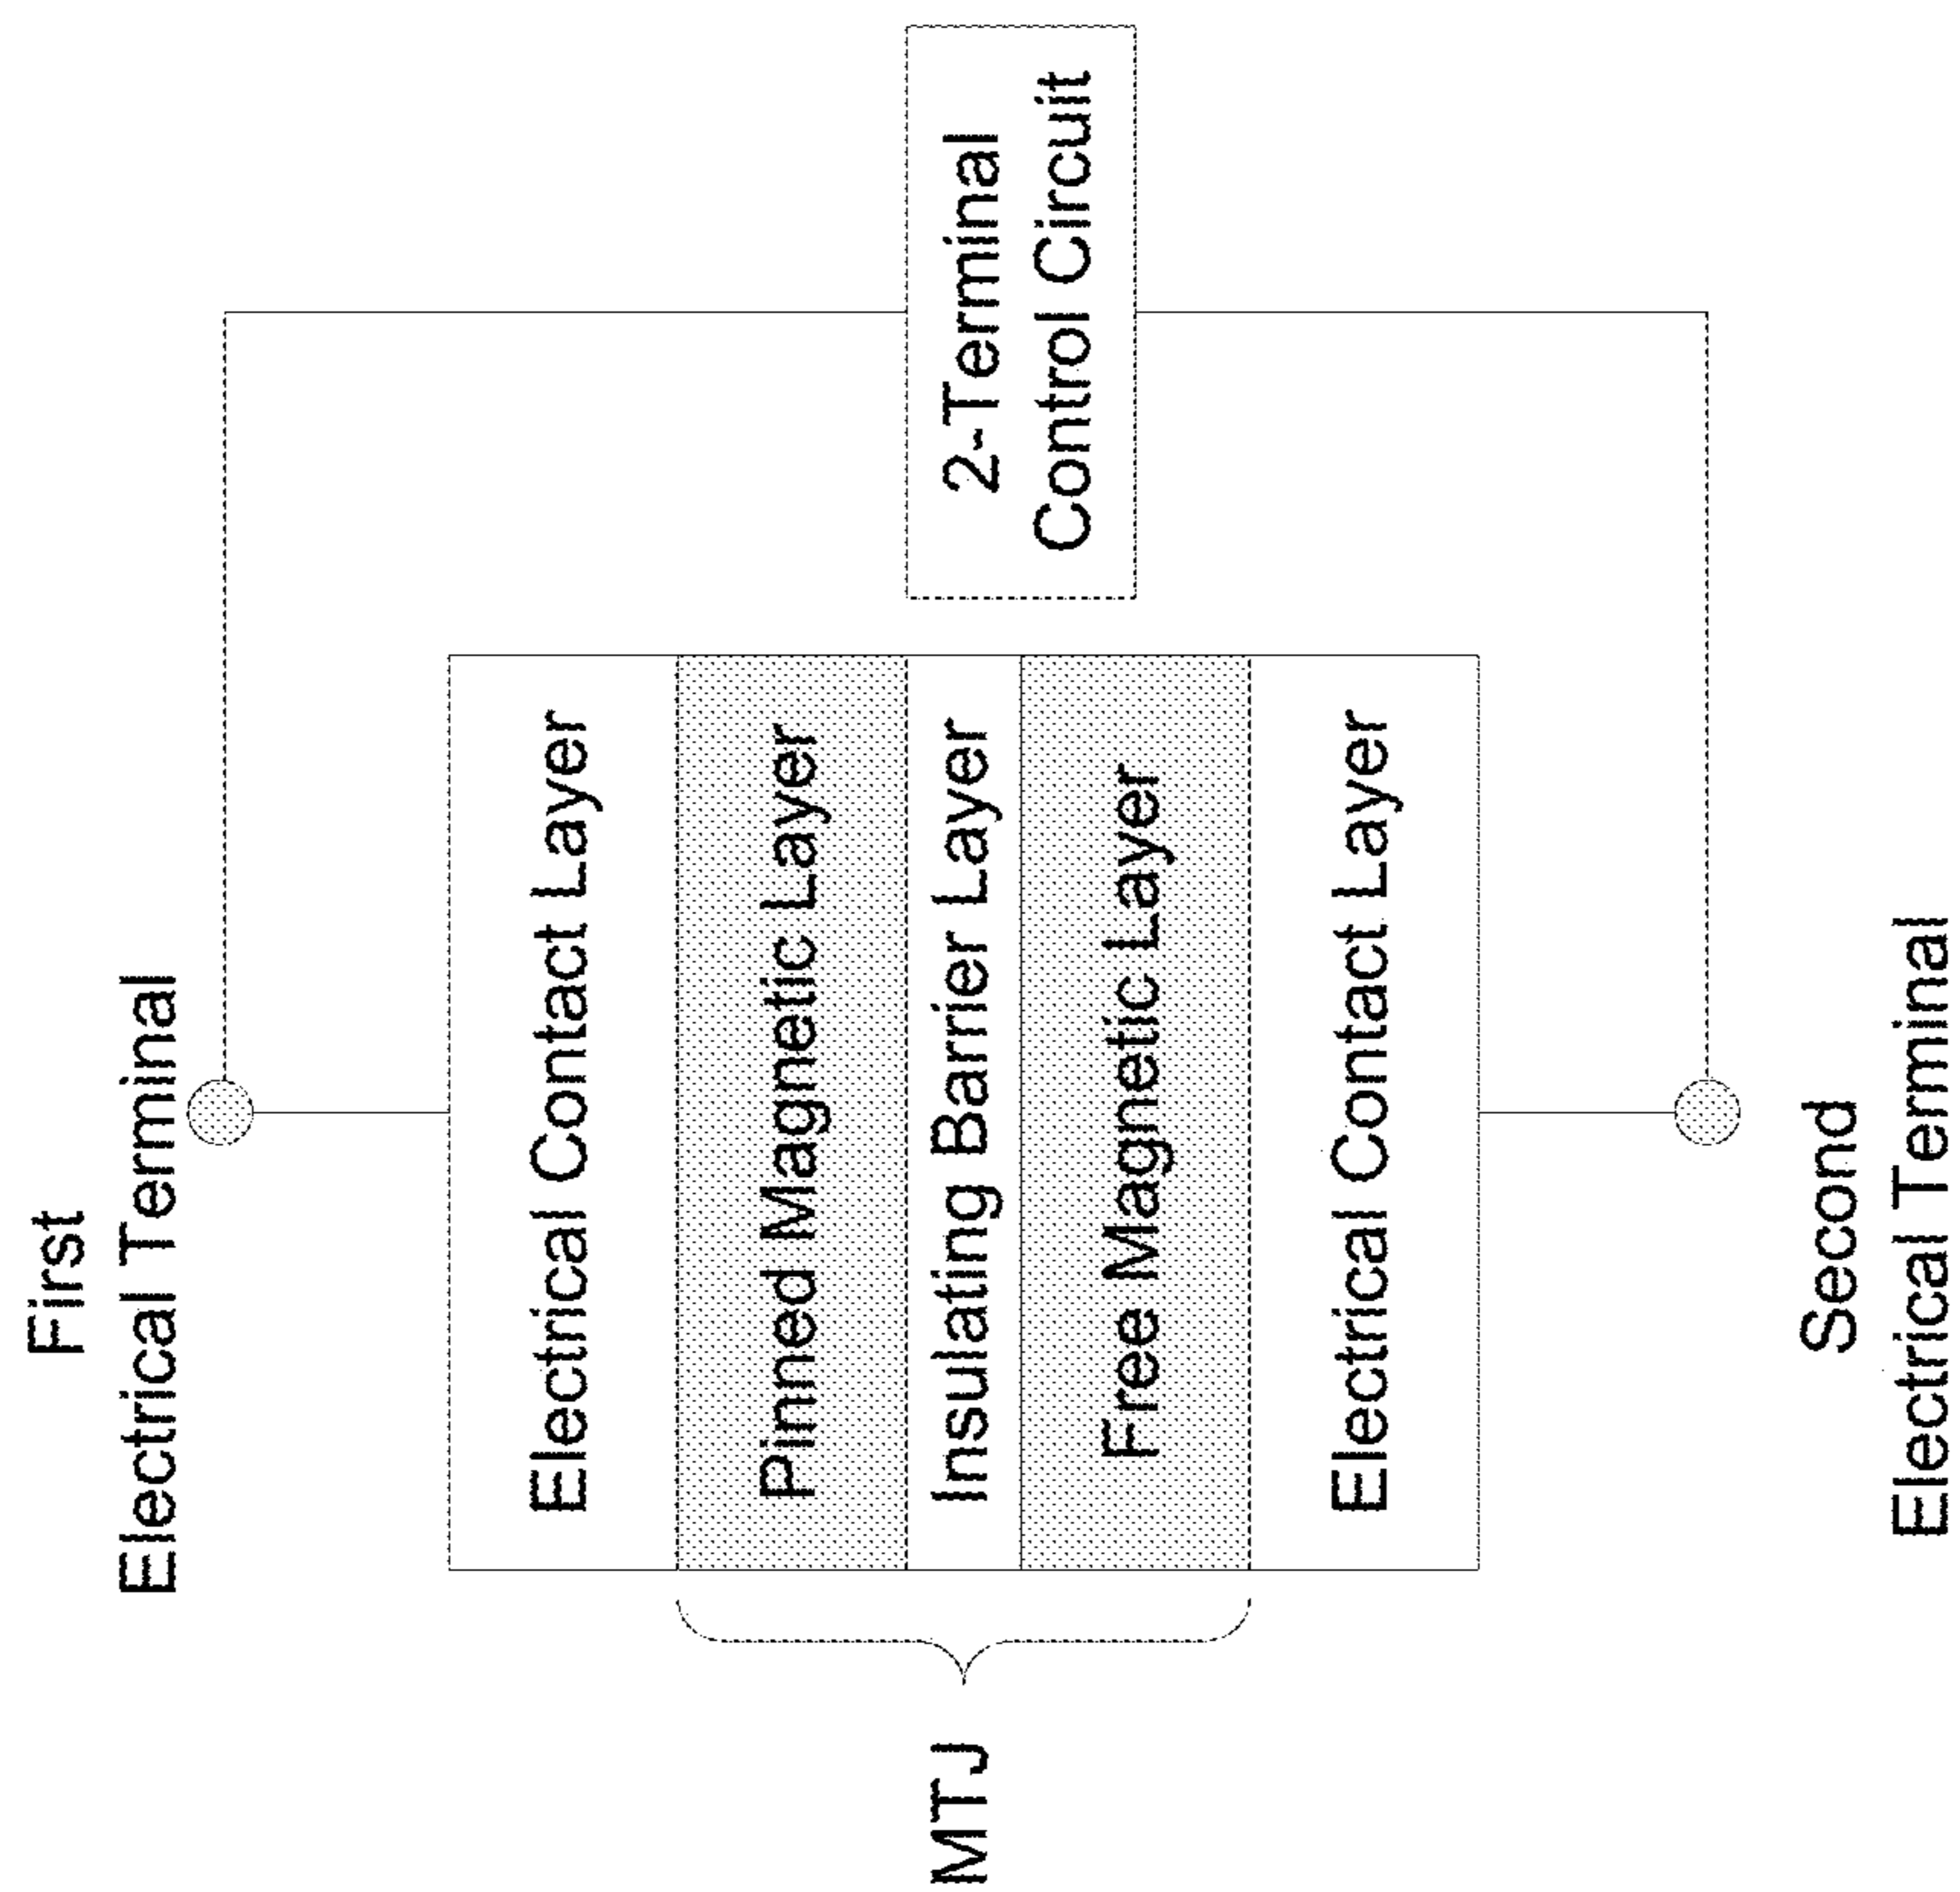 First
Electrical Terminal
Electrical Contact Layer
Pinned Magnetic Layer
Insulating Barrier Layer
Free Magnetic Layer
Electrical Contact Layer
MTJ
2-Terminal
Control Circuit
Second
Electrical Terminal